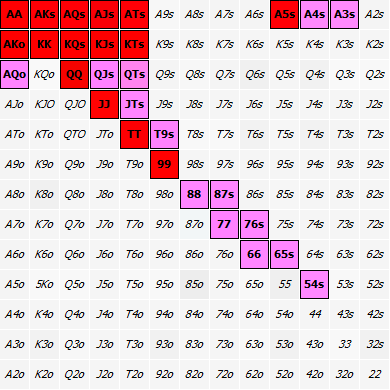 AA AKs AQs AJs ATs A9s A8s A7s A6s A5s A4s A3s A2s
AKo KK KQs KJs KTs K9s K8s K7s K6s K5s K4s K3s K2s
AQo KQo QQ QJs QTs Q9s Q8s Q7s Q6s Q5s Q4s Q3s Q2s
AJo KJO QJO JJ JTs J9s J8s J7s J6s J5s J4s J3s J2s
ATo KTo QTO JTo TT T9s T8s T7s T6s T5s T4s T3s T2s
A9o K9o Q9o J9o T9o 99 98s 97s 96s 95s 94s 93s 92s
A8o K8o Q8o J8o T8o 98o 88 87s 86s 85s 84s 83s 82s
A7o K7o Q7o J7o T7o 97o 87o 77 76s 75s 74s 73s 72s
A6o K6o Q6o J6o T6o 96o 86o 76o 66 65s 64s 63s 62s
A5o 5Ko Q5o J5o T5o 95o 85o 75o 65o 55 54s 53s 52s
A4o K4o Q4o J4o T4o 94o 84o 74o 64o 54o 44 43s 42s
A3o K3o Q3o J3o T3o 93o 83o 73o 63o 53o 43o 33 32s
A2o K2o Q2o J2o T2o 92o 82o 72o 62o 52o 42o 32o 22